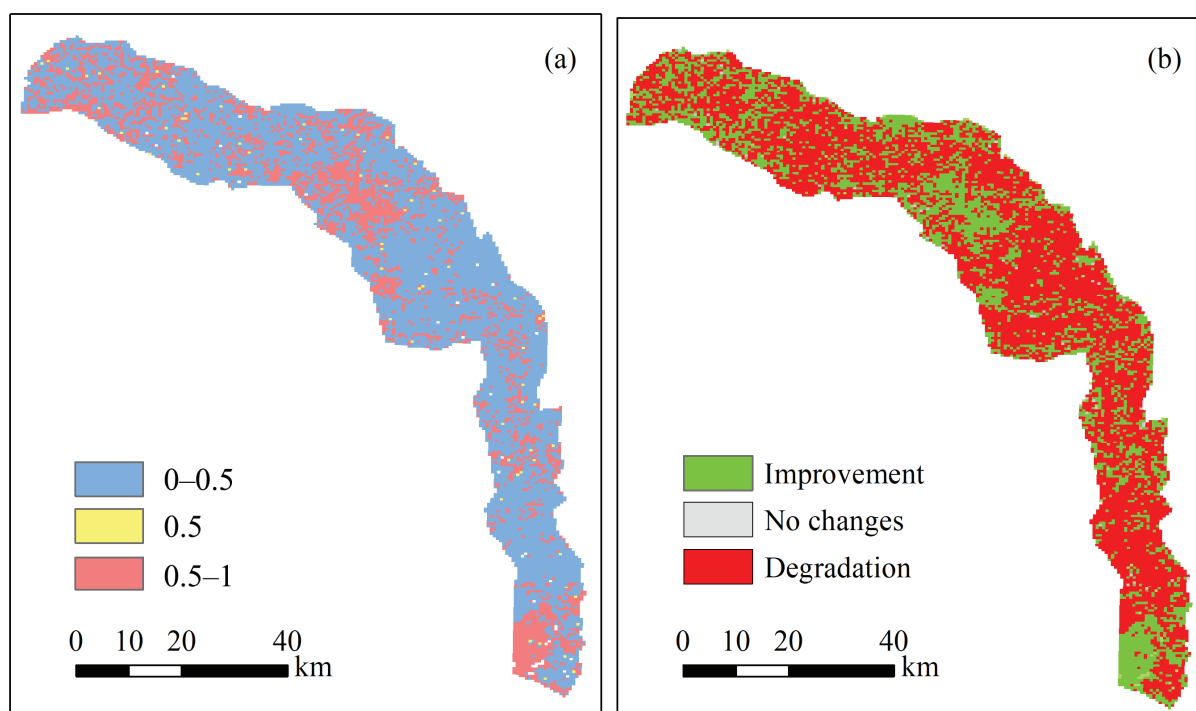 (a)
0–0.5
0.5
0.5–1
0 10 20 40
km
(b)
Improvement
No changes
Degradation
0 10 20 40
km